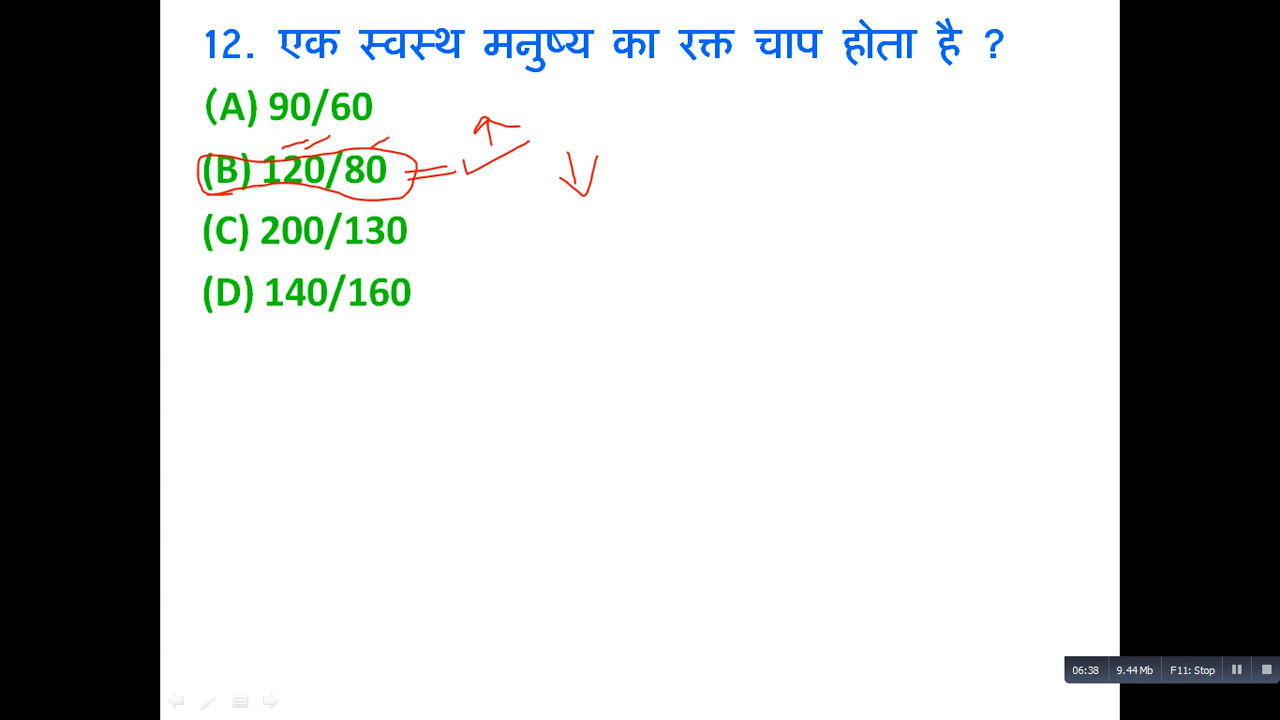 12. एक स्वस्थ मनुष्य का रक्त चाप होता है ?
(A) 90/60
(B) 120/80
(C) 200/130
(D) 140/160
06:38 9.44 Mb F11: Stop